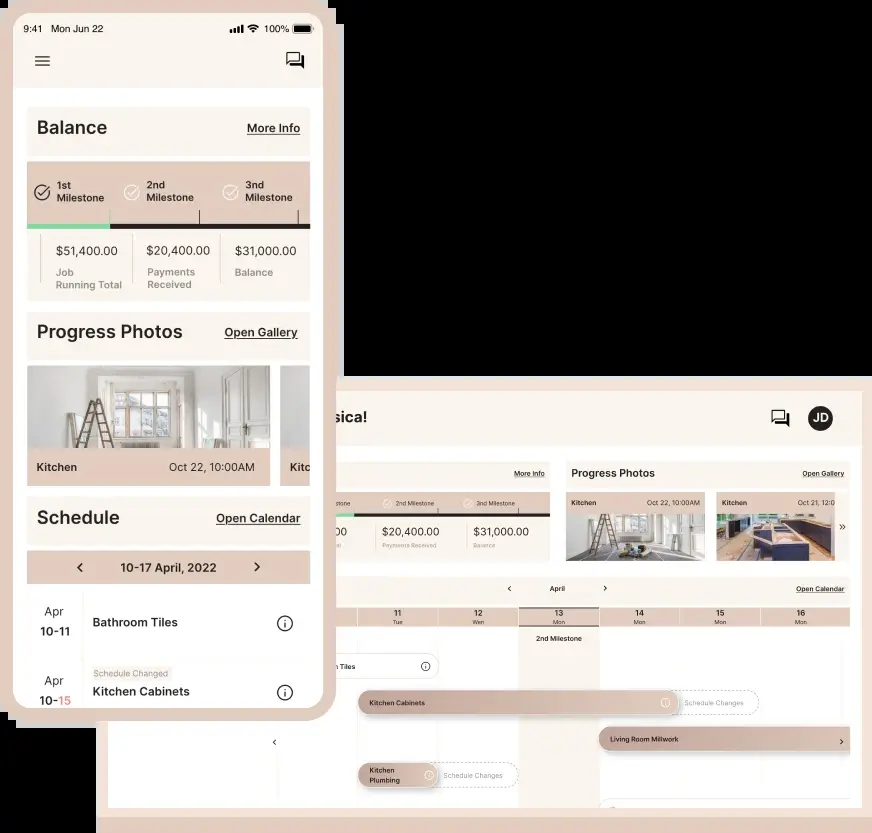 9:41 Mon Jun 22
100%
Balance
More Info
1st
Milestone
2nd
Milestone
3nd
Milestone
$51,400.00
Job
Running Total
$20,400.00
Payments
Received
$31,000.00
Balance
Progress Photos
Open Gallery
Kitchen
Oct 22, 10:00AM
Kitc
Schedule
Open Calendar
10-17 April, 2022
Apr
10-11
Bathroom Tiles
Apr
10-15
Schedule Changed
Kitchen Cabinets
sica!
JD
More Info
stone
2nd Milestone
3nd Milestone
00
al
$20,400.00
Payments Received
$31,000.00
Balance
Progress Photos
Open Gallery
Kitchen
Oct 22, 10:00AM
Kitchen
Oct 21, 12:0
April
Open Calendar
11
Tue
12
Wen
13
Mon
14
Mon
15
Mon
16
Mon
2nd Milestone
n Tiles
Kitchen Cabinets
Schedule Changes
Living Room Millwork
Kitchen
Plumbing
Schedule Changes